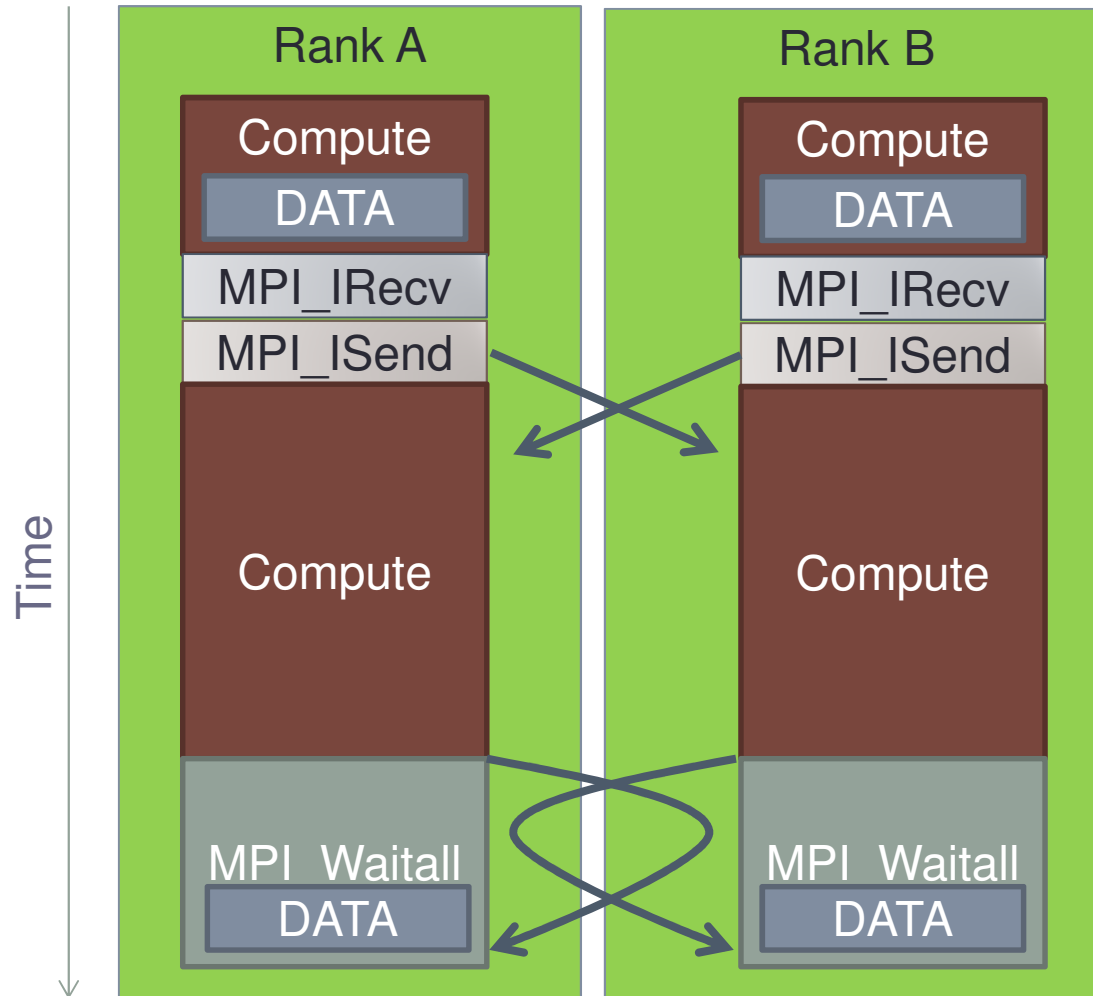 Time
Rank A
Compute
DATA
MPI_IRecv
MPI_ISend
Compute
MPI_Waitall
DATA
Rank B
Compute
DATA
MPI_IRecv
MPI_ISend
Compute
MPI_Waitall
DATA